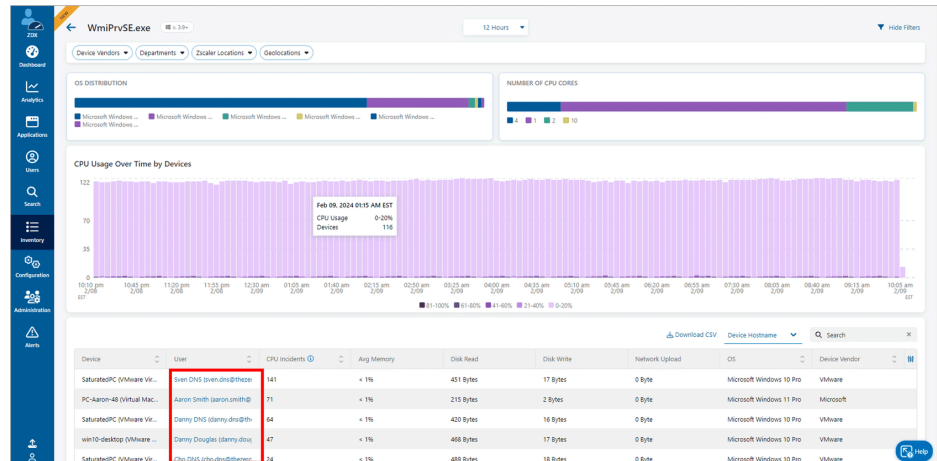 NEW
ZDX
Dashboard
Analytics
Applications
Users
Search
Inventory
Configuration
Administration
Alerts
WmiPrvSE.exe
v. 3.9+
12 Hours
Hide Filters
Device Vendors
Departments
Zscaler Locations
Geolocations
OS DISTRIBUTION
Microsoft Windows ... Microsoft Windows ... Microsoft Windows ... Microsoft Windows ... Microsoft Windows ...
Microsoft Windows ...
NUMBER OF CPU CORES
4 1 2 10
CPU Usage Over Time by Devices
122
70
35
0
Feb 09, 2024 01:15 AM EST
CPU Usage 0-20%
Devices 116
10:10 pm 10:45 pm 11:20 pm 11:55 pm 12:30 am 01:05 am 01:40 am 02:15 am 02:50 am 03:25 am 04:00 am 04:35 am 05:10 am 05:45 am 06:20 am 06:55 am 07:30 am 08:05 am 08:40 am 09:15 am 10:05 am
2/08 2/08 2/08 2/08 2/09 2/09 2/09 2/09 2/09 2/09 2/09 2/09 2/09 2/09 2/09 2/09 2/09 2/09 2/09 2/09 2/09
EST EST
81-100% 61-80% 41-60% 21-40% 0-20%
Download CSV Device Hostname Search
Device User CPU Incidents Avg Memory Disk Read Disk Write Network Upload OS Device Vendor
SaturatedPC (VMware Vir... Sven DNS (sven.dns@thezer 141 < 1% 451 Bytes 17 Bytes 0 Byte Microsoft Windows 10 Pro VMware
PC-Aaron-48 (Virtual Mac... Aaron Smith (aaron.smith@ 71 < 1% 215 Bytes 2 Bytes 0 Byte Microsoft Windows 11 Pro Microsoft
SaturatedPC (VMware Vir... Danny DNS (danny.dns@th 64 < 1% 420 Bytes 16 Bytes 0 Byte Microsoft Windows 10 Pro VMware
win10-desktop (VMware ... Danny Douglas (danny.doug 47 < 1% 468 Bytes 17 Bytes 0 Byte Microsoft Windows 10 Pro VMware
SaturatedPC (VMware Vir... Cho DNS (cho.dns@thezerc 24 < 1% 489 Bytes 18 Bytes 0 Byte Microsoft Windows 10 Pro VMware
Help